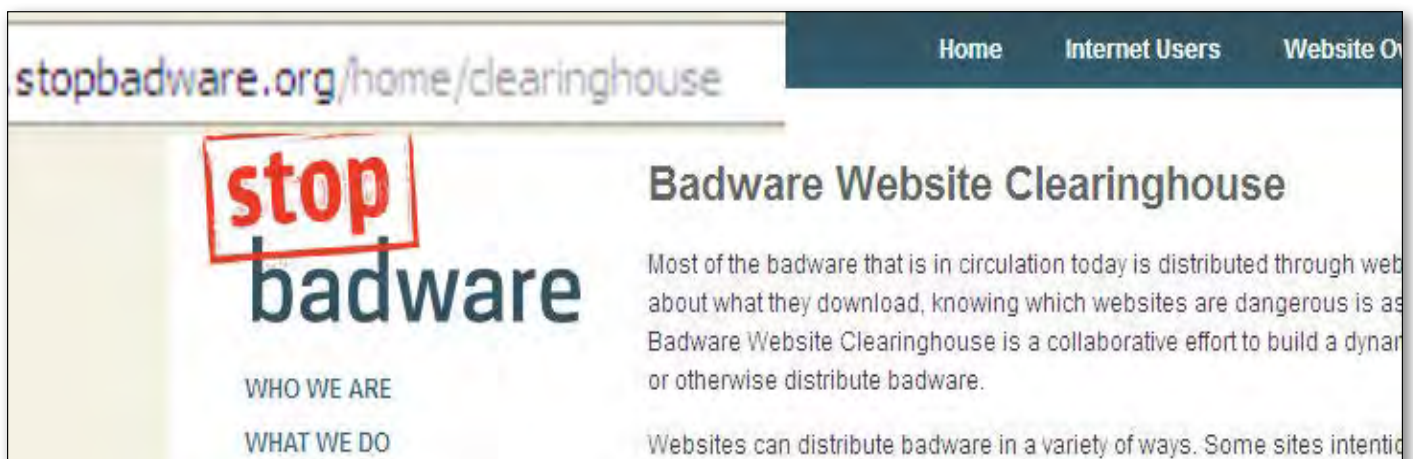 stopbadware.org/home/clearinghouse
Home Internet Users Website
stop
badware
WHO WE ARE
WHAT WE DO
Badware Website Clearinghouse
Most of the badware that is in circulation today is distributed through web
about what they download, knowing which websites are dangerous is as
Badware Website Clearinghouse is a collaborative effort to build a dynam
or otherwise distribute badware.
Websites can distribute badware in a variety of ways. Some sites intentio